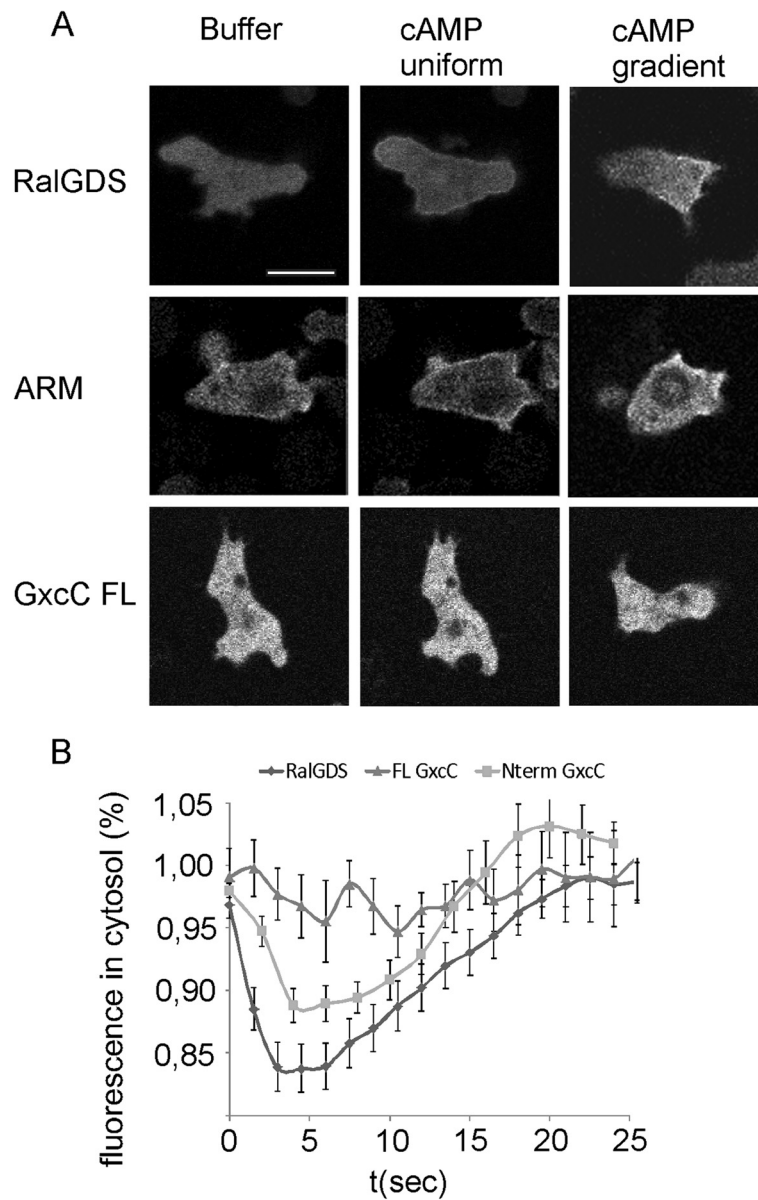 A
Buffer
cAMP
uniform
cAMP
gradient
RalGDS
ARM
GxcC FL
B
RalGDS
FL GxcC
Nterm GxcC
fluorescence in cytosol (%)
1,05
1,00
0,95
0,90
0,85
0
5
10
15
20
25
t(sec)